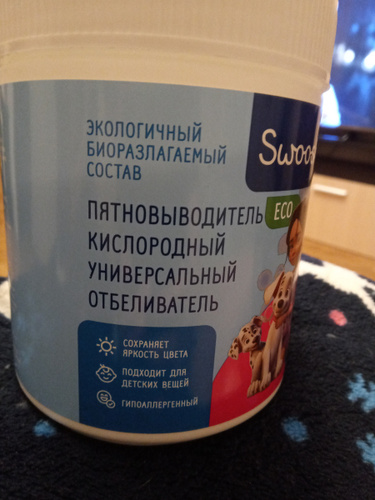 ЭКОЛОГИЧНЫЙ
БИОРАЗЛАГАЕМЫЙ
СОСТАВ
ПЯТНОВЫВОДИТЕЛЬ
КИСЛОРОДНЫЙ
УНИВЕРСАЛЬНЫЙ
ОТБЕЛИВАТЕЛЬ
ECO
СОХРАНЯЕТ
ЯРКОСТЬ ЦВЕТА
ПОДХОДИТ ДЛЯ
ДЕТСКИХ ВЕЩЕЙ
ГИПОАЛЛЕРГЕННЫЙ